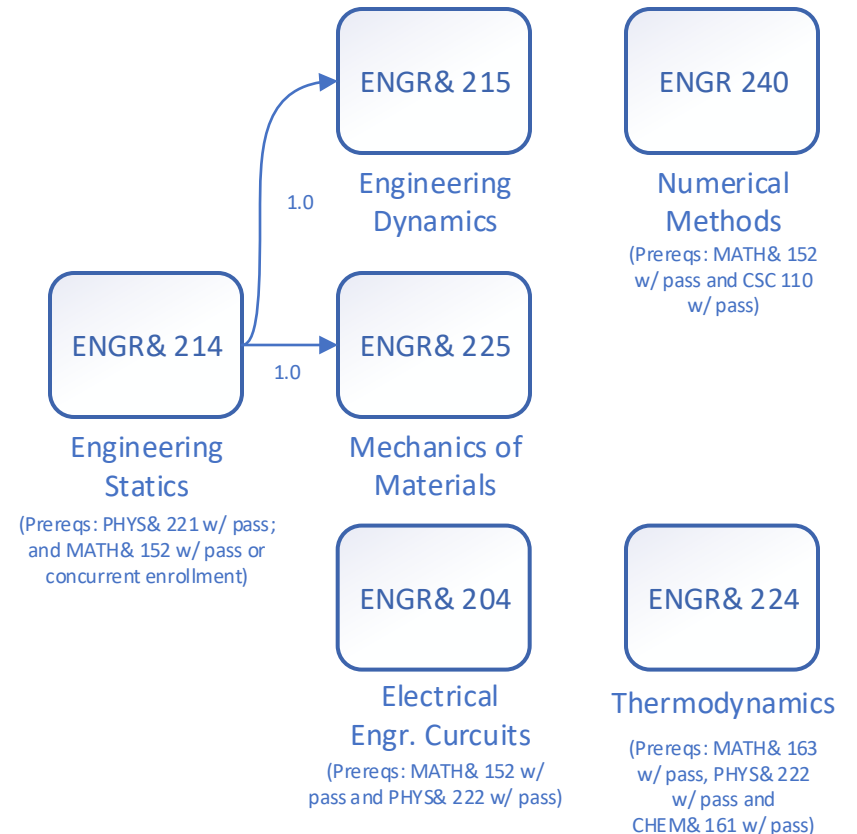 ENGR& 215
Engineering
Dynamics
ENGR 240
Numerical
Methods
(Prereqs: MATH& 152
w/ pass and CSC 110
w/ pass)
1.0
ENGR& 214
Engineering
Statics
(Prereqs: PHYS& 221 w/ pass;
and MATH& 152 w/ pass or
concurrent enrollment)
1.0
ENGR& 225
Mechanics of
Materials
ENGR& 204
Electrical
Engr. Curcuits
(Prereqs: MATH& 152 w/
pass and PHYS& 222 w/ pass)
ENGR& 224
Thermodynamics
(Prereqs: MATH& 163
w/ pass, PHYS& 222
w/ pass and
CHEM& 161 w/ pass)